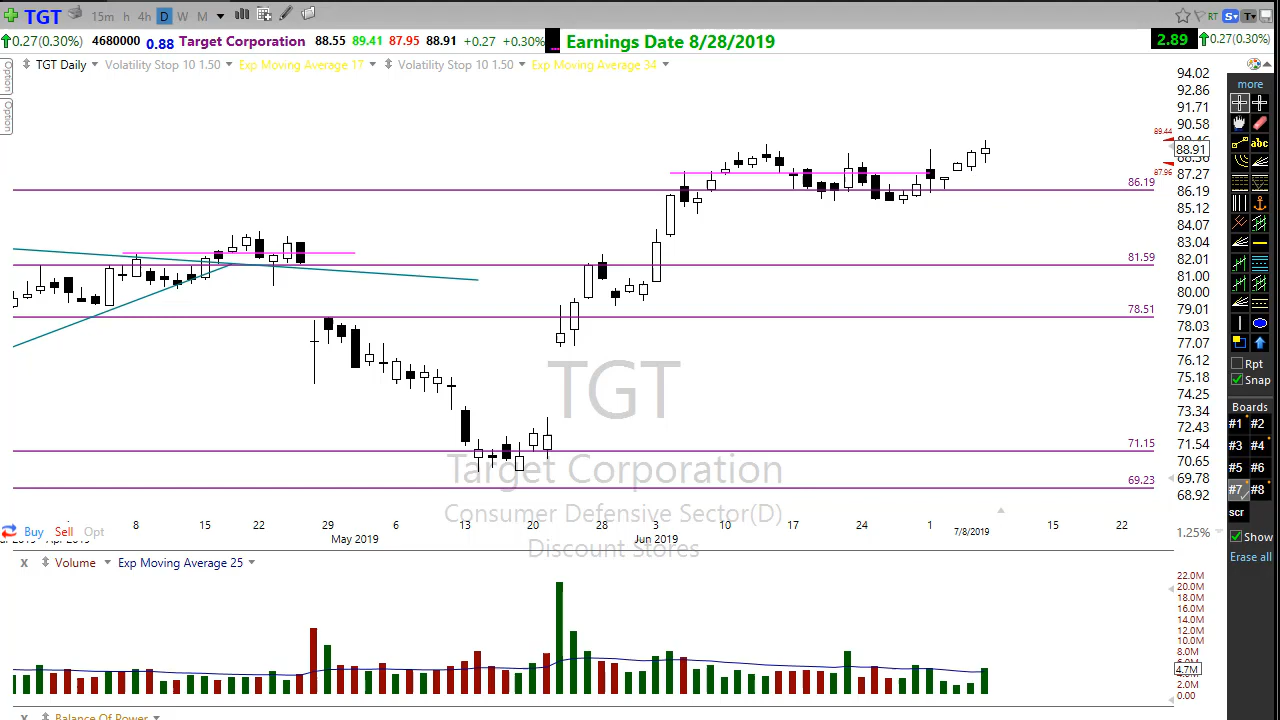 TGT 15m h 4h D W M RT S T
0.27(0.30%) 4680000 0.88 Target Corporation 88.55 89.41 87.95 88.91 +0.27 +0.30% Earnings Date 8/28/2019 2.89 0.27(0.30%)
TGT Daily Volatility Stop 10 1.50 Exp Moving Average 17 Volatility Stop 10 1.50 Exp Moving Average 34
Option
Option
94.02
92.86
91.71
90.58
89.44
88.91
87.96
87.27
86.19
86.19
85.12
84.07
83.04
82.01
81.59
81.00
80.00
79.01
78.51
78.03
77.07
76.12
75.18
74.25
73.34
72.43
71.54
71.15
70.65
69.78
69.23
68.92
TGT
Target Corporation
Consumer Defensive Sector(D)
Discount Stores
8 15 22 29 6 13 20 28 3 10 17 24 1 7/8/2019 15 22
May 2019 Jun 2019
Buy Sell Opt
1.25%
X Volume Exp Moving Average 25
22.0M
20.0M
18.0M
16.0M
14.0M
12.0M
10.0M
8.0M
4.7M
2.0M
0.00
X Balance Of Power
more
abc
Rpt
Snap
Boards
#1 #2
#3 #4
#5 #6
#7 #8
scr
Show
Erase all